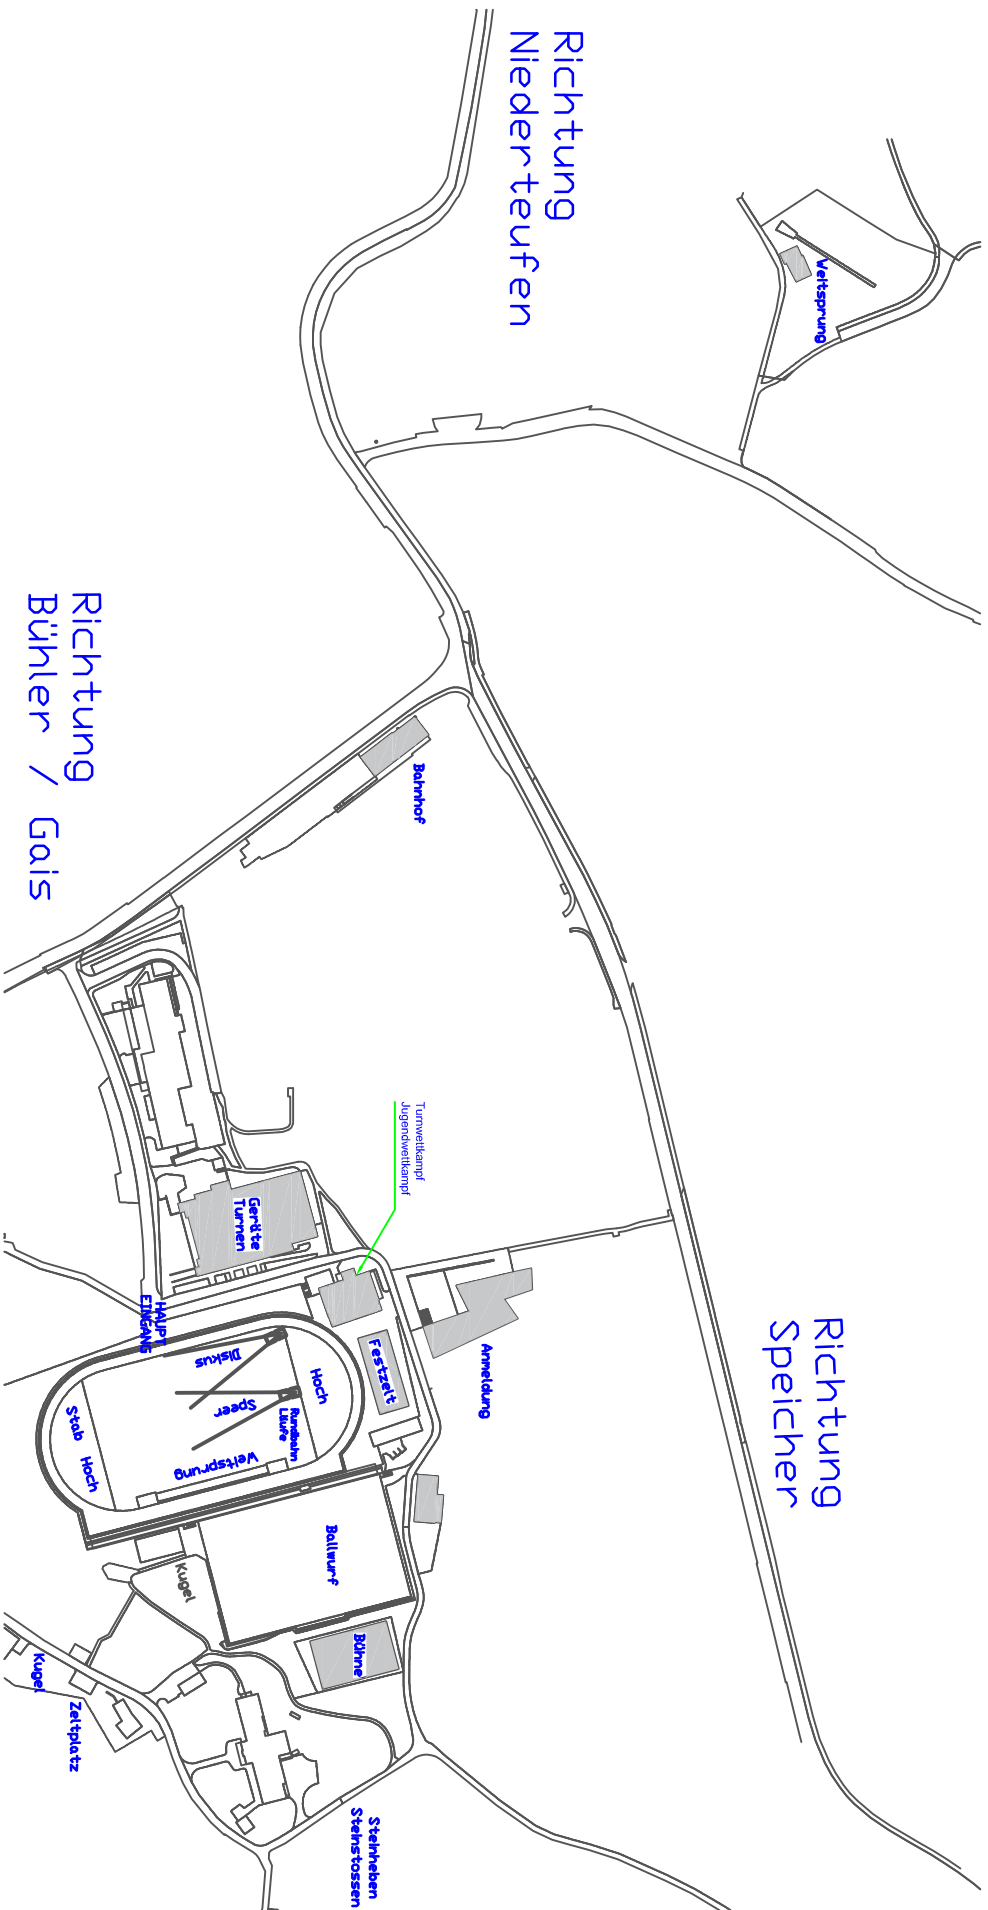 Richtung
Niederteufen
Weitsprung
Richtung
Bühler / Gais
Bahnhof
Turnwettkampf
Jugendwettkampf
Geräte
Turnen
HAUPT
EINGANG
Festzelt
Anmeldung
Richtung
Speicher
Diskus
Hoch
Speer
Rundbahn
Läufe
Stab
Hoch
Weitsprung
Ballwurf
Kugel
Bühne
Kugel
Zeltplatz
Steinheben
Steinstossen